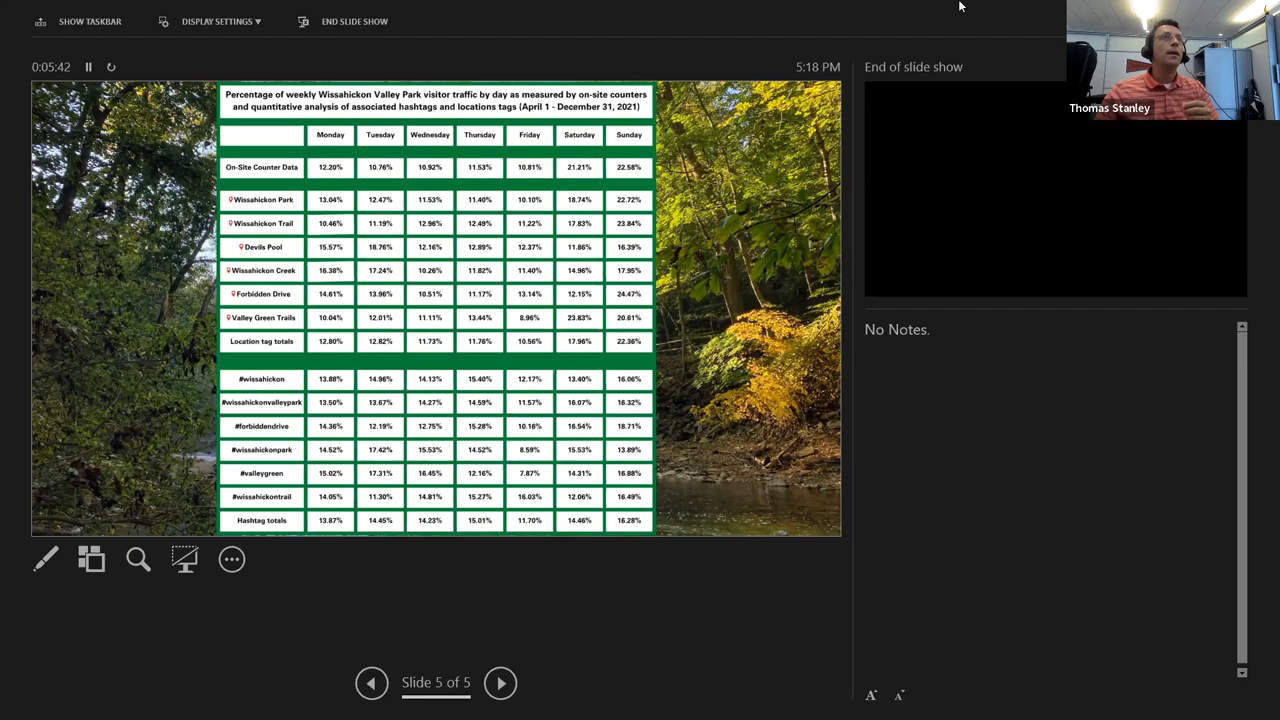 SHOW TASKBAR DISPLAY SETTINGS ▼ END SLIDE SHOW
0:05:42 5:18 PM End of slide show
Thomas Stanley
Percentage of weekly Wissahickon Valley Park visitor traffic by day as measured by on-site counters
and quantitative analysis of associated hashtags and locations tags (April 1 - December 31, 2021)
Monday Tuesday Wednesday Thursday Friday Saturday Sunday
On-Site Counter Data 12.20% 10.76% 10.92% 11.53% 10.81% 21.21% 22.58%
Wissahickon Park 13.04% 12.47% 11.53% 11.40% 10.10% 18.74% 22.72%
Wissahickon Trail 10.46% 11.19% 12.96% 12.49% 11.22% 17.83% 23.84%
Devils Pool 15.57% 18.76% 12.16% 12.89% 12.37% 11.86% 16.39%
Wissahickon Creek 16.38% 17.24% 10.26% 11.82% 11.40% 14.96% 17.95%
Forbidden Drive 14.61% 13.96% 10.51% 11.17% 13.14% 12.15% 24.47%
Valley Green Trails 10.04% 12.01% 11.11% 13.44% 8.96% 23.83% 20.61%
Location tag totals 12.80% 12.82% 11.73% 11.76% 10.56% 17.96% 22.36%
#wissahickon 13.88% 14.96% 14.13% 15.40% 12.17% 13.40% 16.06%
#wissahickonvalleypark 13.50% 13.67% 14.27% 14.59% 11.57% 16.07% 16.32%
#forbiddendrive 14.36% 12.19% 12.75% 15.28% 10.16% 16.54% 18.71%
#wissahickonpark 14.52% 17.42% 15.53% 14.52% 8.59% 15.53% 13.89%
#valleygreen 15.02% 17.31% 16.45% 12.16% 7.87% 14.31% 16.88%
#wissahickontrail 14.05% 11.30% 14.81% 15.27% 16.03% 12.06% 16.49%
Hashtag totals 13.87% 14.45% 14.23% 15.01% 11.70% 14.46% 16.28%
No Notes.
Slide 5 of 5
A A